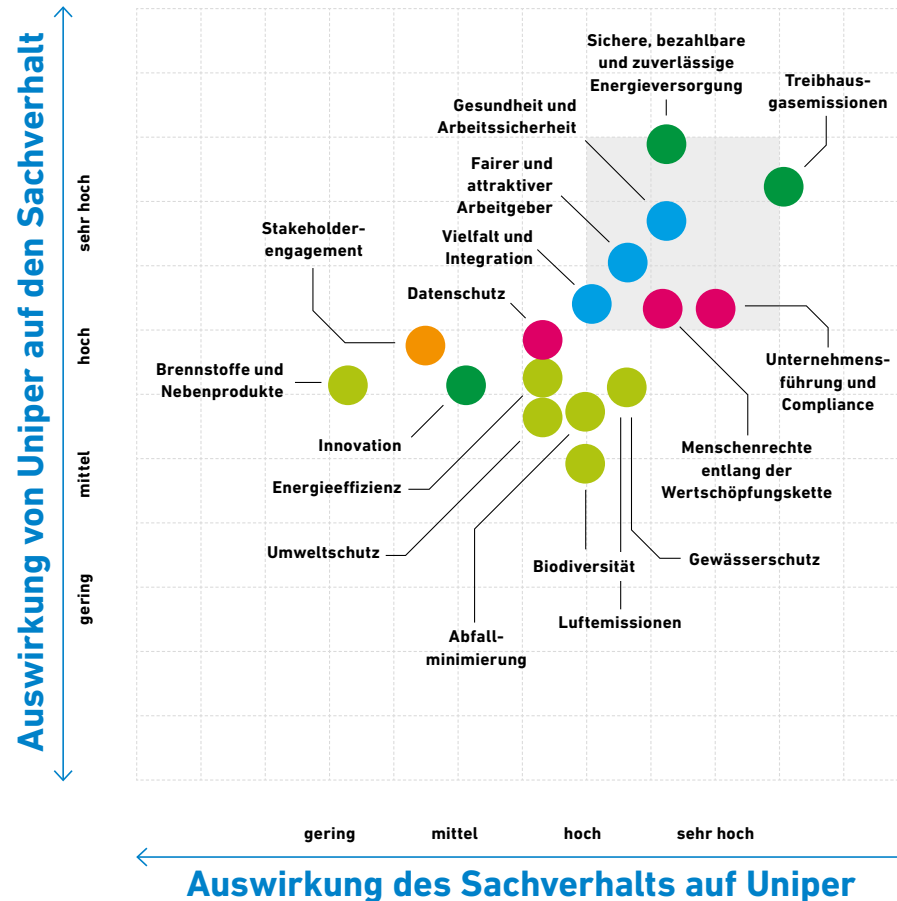 Auswirkung von Uniper auf den Sachverhalt
sehr hoch
hoch
mittel
gering
Sichere, bezahlbare
und zuverlässige
Energieversorgung
Treibhaus-
gasemissionen
Gesundheit und
Arbeitssicherheit
Fairer und
attraktiver
Arbeitgeber
Stakeholder-
engagement
Vielfalt und
Integration
Datenschutz
Brennstoffe und
Nebenprodukte
Unternehmens-
führung und
Compliance
Innovation
Menschenrechte
entlang der
Wertschöpfungskette
Energieeffizienz
Umweltschutz
Biodiversität
Gewässerschutz
Luftemissionen
Abfall-
minimierung
gering
mittel
hoch
sehr hoch
Auswirkung des Sachverhalts auf Uniper